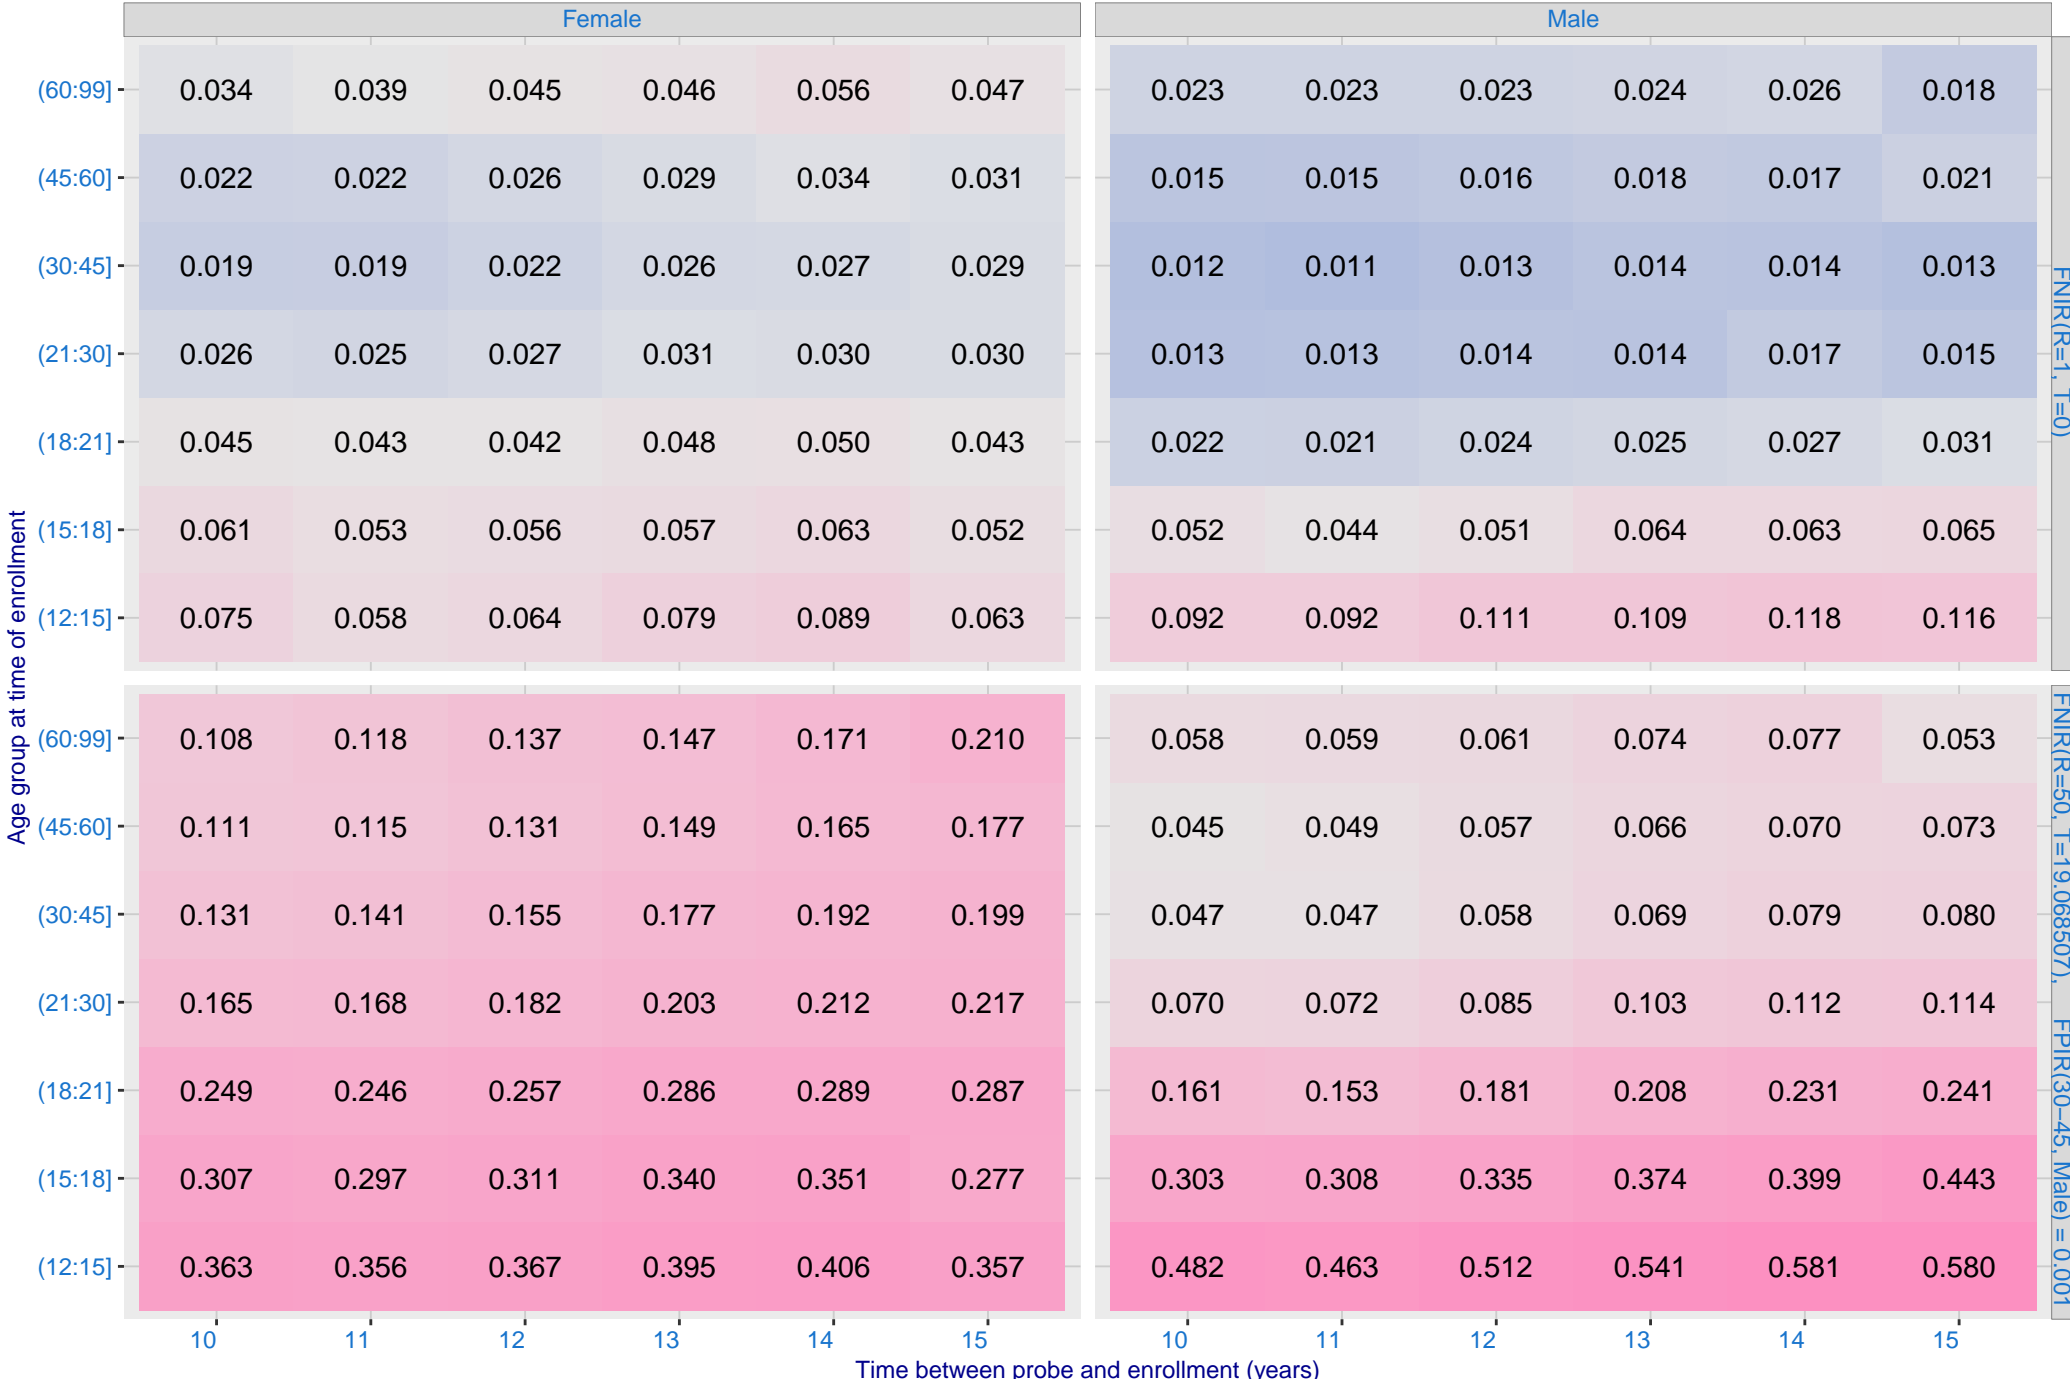 Female Male
(60:99] 0.034 0.039 0.045 0.046 0.056 0.047 0.023 0.023 0.023 0.024 0.026 0.018
(45:60] 0.022 0.022 0.026 0.029 0.034 0.031 0.015 0.015 0.016 0.018 0.017 0.021
(30:45] 0.019 0.019 0.022 0.026 0.027 0.029 0.012 0.011 0.013 0.014 0.014 0.013
(21:30] 0.026 0.025 0.027 0.031 0.030 0.030 0.013 0.013 0.014 0.014 0.017 0.015
(18:21] 0.045 0.043 0.042 0.048 0.050 0.043 0.022 0.021 0.024 0.025 0.027 0.031
(15:18] 0.061 0.053 0.056 0.057 0.063 0.052 0.052 0.044 0.051 0.064 0.063 0.065
(12:15] 0.075 0.058 0.064 0.079 0.089 0.063 0.092 0.092 0.111 0.109 0.118 0.116
FNIR(R=1, T=0)
Age group at time of enrollment
(60:99] 0.108 0.118 0.137 0.147 0.171 0.210 0.058 0.059 0.061 0.074 0.077 0.053
(45:60] 0.111 0.115 0.131 0.149 0.165 0.177 0.045 0.049 0.057 0.066 0.070 0.073
(30:45] 0.131 0.141 0.155 0.177 0.192 0.199 0.047 0.047 0.058 0.069 0.079 0.080
(21:30] 0.165 0.168 0.182 0.203 0.212 0.217 0.070 0.072 0.085 0.103 0.112 0.114
(18:21] 0.249 0.246 0.257 0.286 0.289 0.287 0.161 0.153 0.181 0.208 0.231 0.241
(15:18] 0.307 0.297 0.311 0.340 0.351 0.277 0.303 0.308 0.335 0.374 0.399 0.443
(12:15] 0.363 0.356 0.367 0.395 0.406 0.357 0.482 0.463 0.512 0.541 0.581 0.580
FNIR(R=50, T=19.068507), FPIR(30−45, Male) = 0.001
10 11 12 13 14 15 10 11 12 13 14 15
Time between probe and enrollment (years)